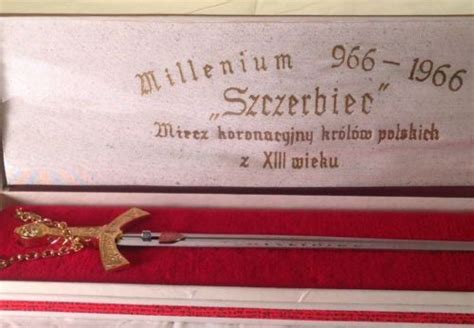 Millenium 966 - 1966
„Szczerbiec"
Miecz koronacyjny królów polskich
z XIII wieku